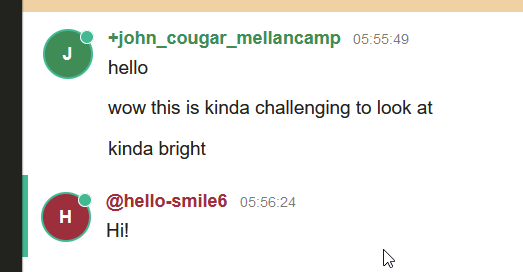 J
+john_cougar_mellancamp 05:55:49
hello
wow this is kinda challenging to look at
kinda bright
H
@hello-smile6 05:56:24
Hi!